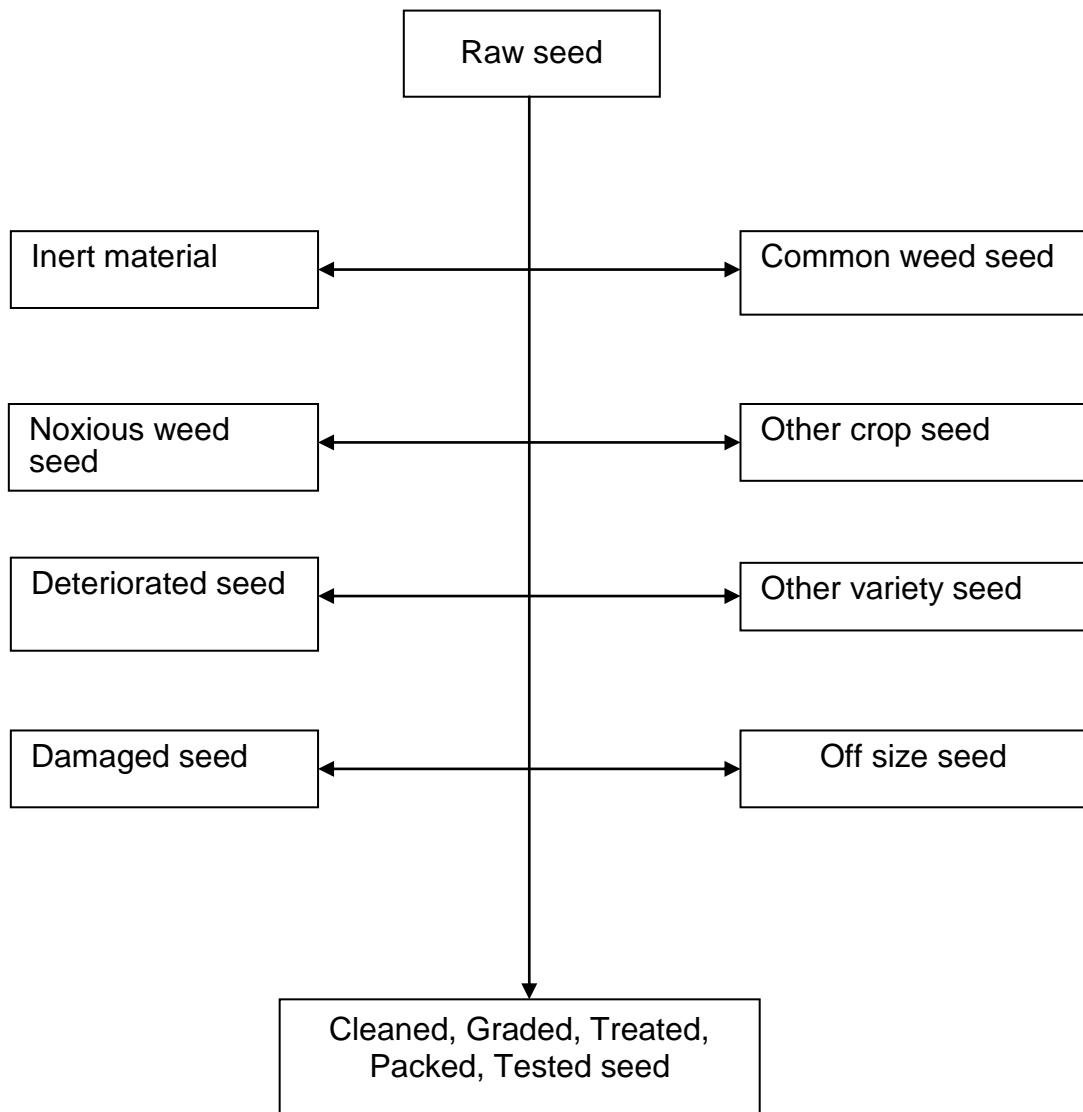 Raw seed
Inert material
Common weed seed
Noxious weed
seed
Other crop seed
Deteriorated seed
Other variety seed
Damaged seed
Off size seed
Cleaned, Graded, Treated,
Packed, Tested seed